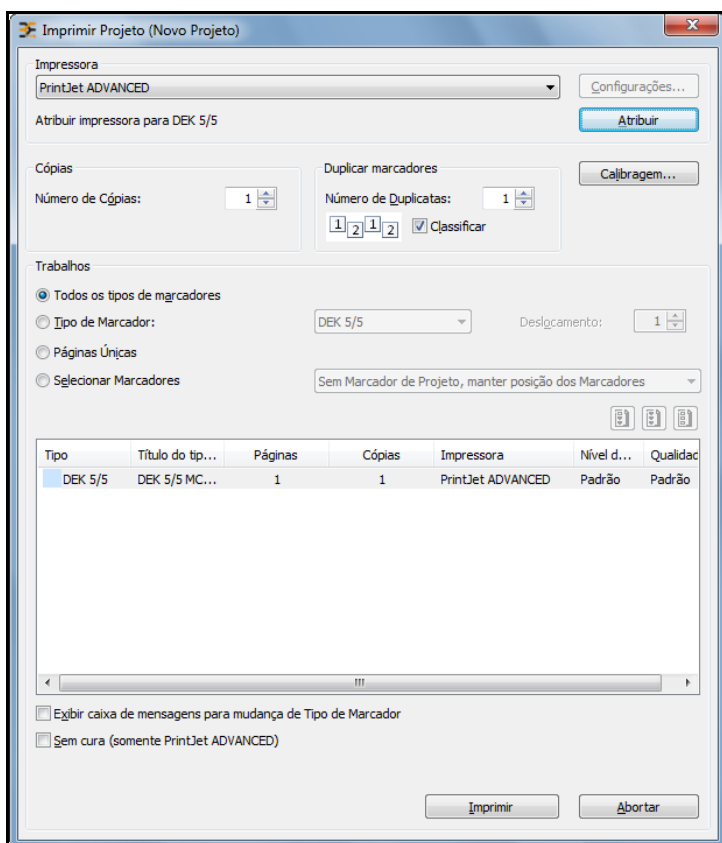 Imprimir Projeto (Novo Projeto)
Impressora
PrintJet ADVANCED
Configurações...
Atribuir impressora para DEK 5/5
Atribuir
Cópias
Número de Cópias: 1
Duplicar marcadores
Número de Duplicatas: 1
1 2 1 2 Classificar
Calibragem...
Trabalhos
Todos os tipos de marcadores
Tipo de Marcador: DEK 5/5 Deslocamento: 1
Páginas Únicas
Selecionar Marcadores Sem Marcador de Projeto, manter posição dos Marcadores
Tipo Título do tip... Páginas Cópias Impressora Nível d... Qualidad
DEK 5/5 DEK 5/5 MC... 1 1 PrintJet ADVANCED Padrão Padrão
Exibir caixa de mensagens para mudança de Tipo de Marcador
Sem cura (somente PrintJet ADVANCED)
Imprimir Abortar